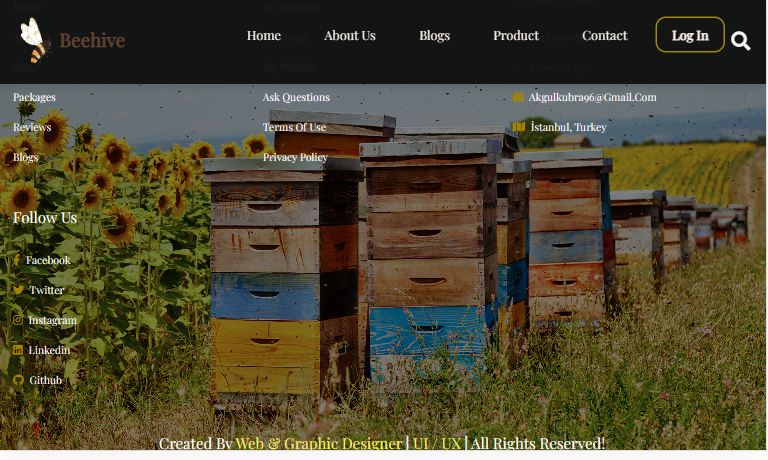 Beehive
Home
About Us
Blogs
Product
Contact
Log In
Packages
Ask Questions
Akgulkubra96@Gmail.Com
Reviews
Terms Of Use
İstanbul, Turkey
Blogs
Privacy Policy
Follow Us
Facebook
Twitter
Instagram
Linkedin
Github
Created By Web & Graphic Designer | UI / UX | All Rights Reserved!